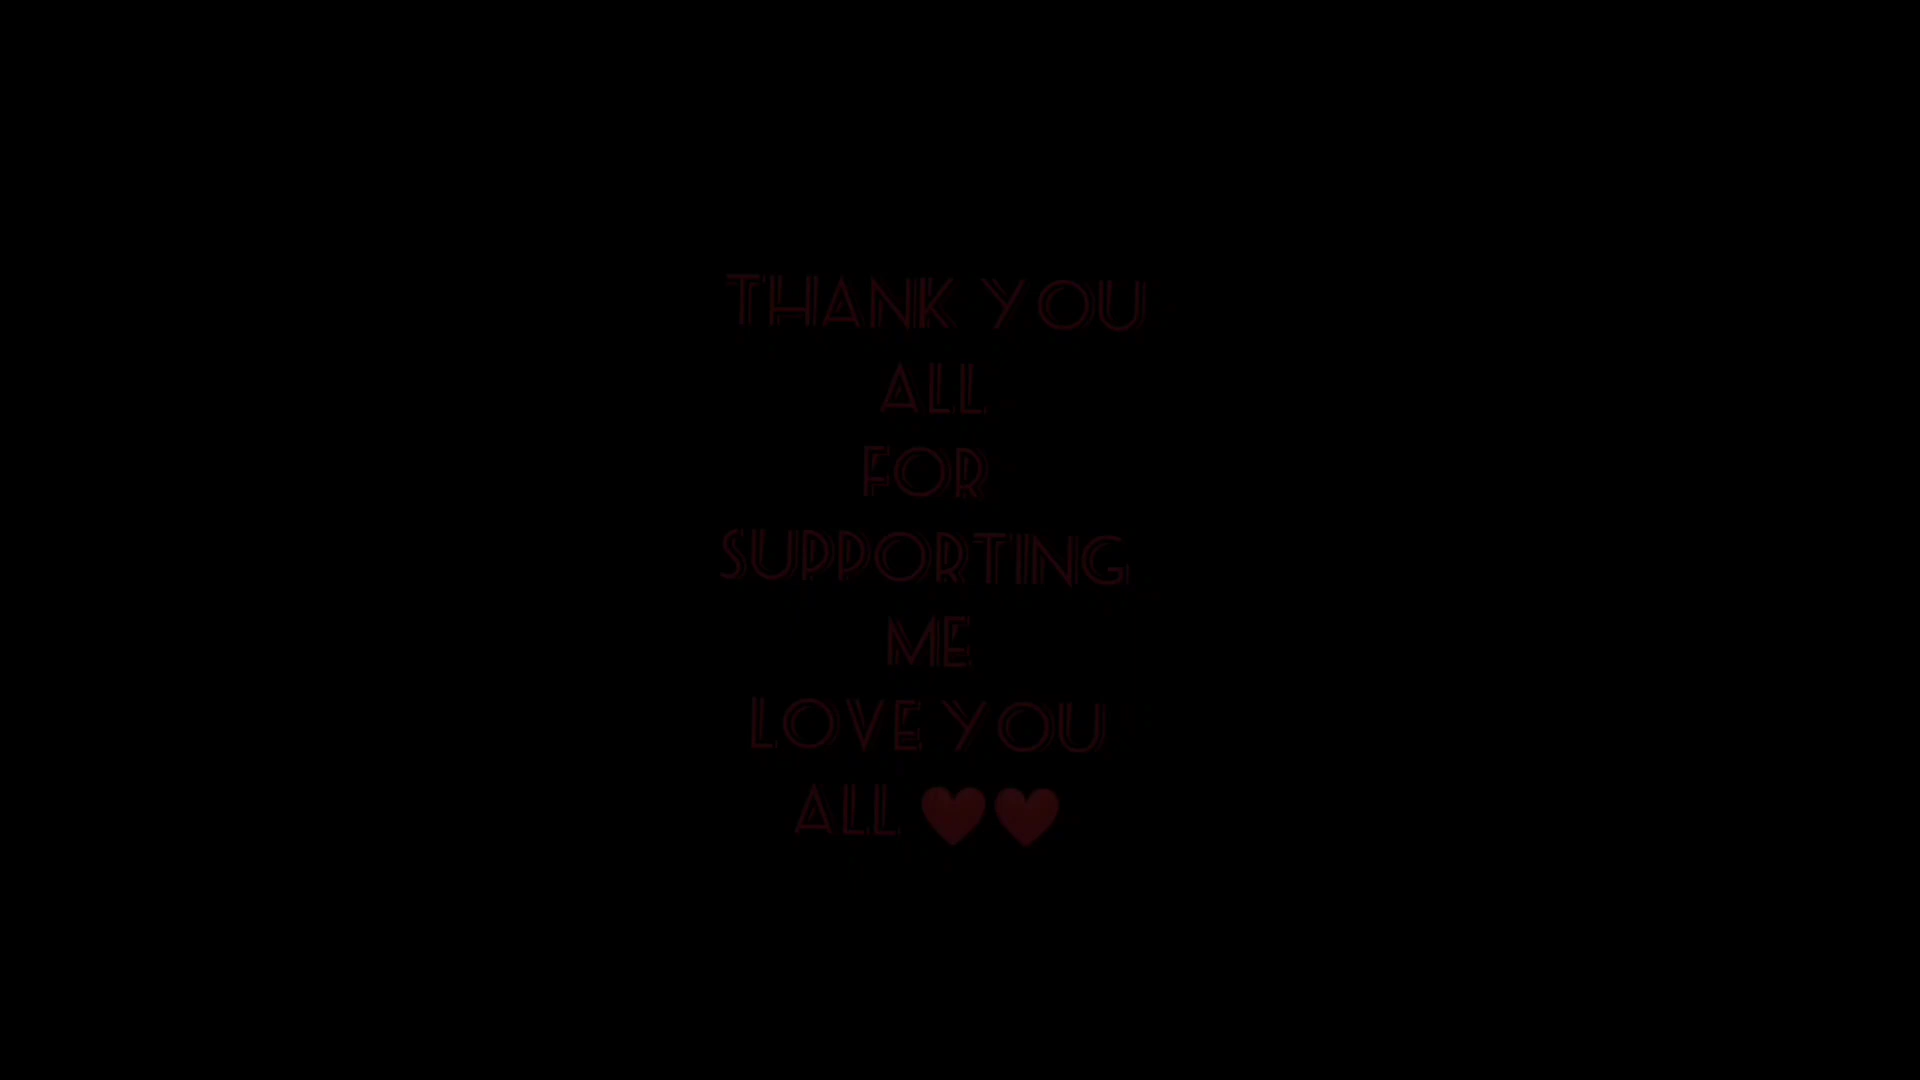 THANK YOU
ALL
FOR
SUPPORTING
ME
LOVE YOU
ALL ❤❤